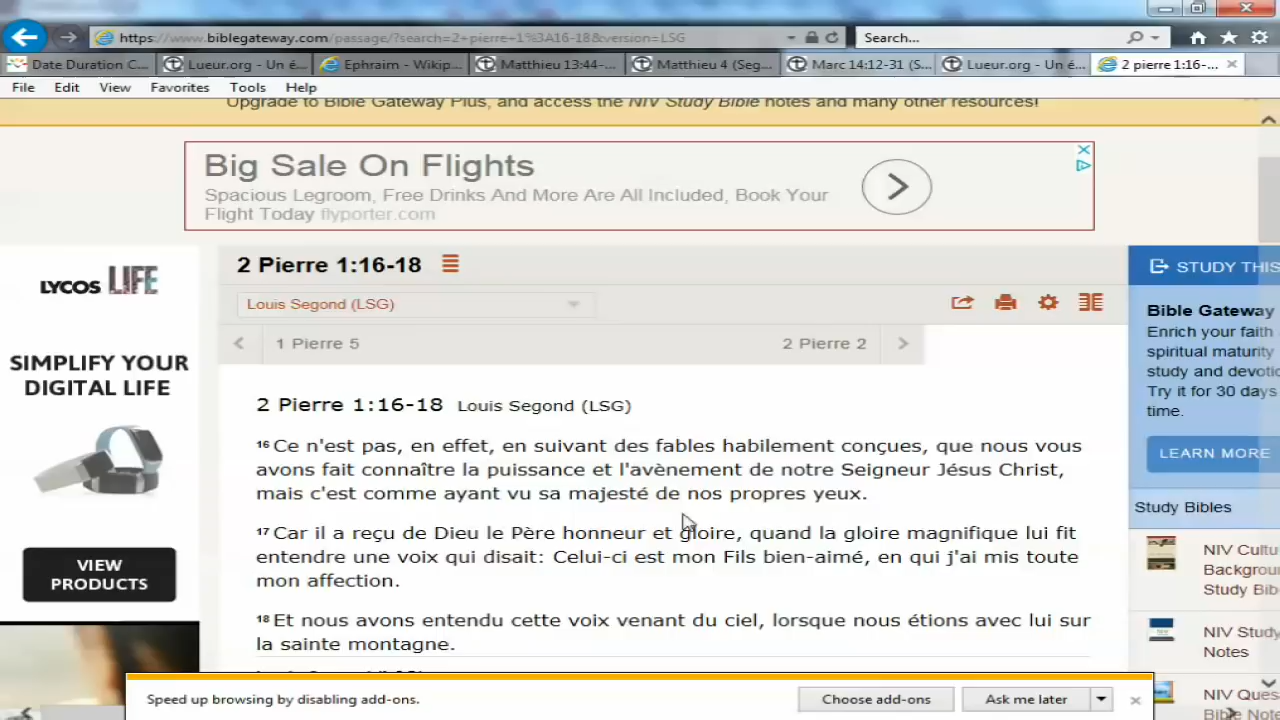 https://www.biblegateway.com/passage/?search=2+pierre+1%3A16-18&version=LSG
Search...
Date Duration C...
Lueur.org - Un é...
Ephraim - Wikip...
Matthieu 13:44-...
Matthieu 4 (Seg...
Marc 14:12-31 (S...
Lueur.org - Un é...
2 pierre 1:16-...
File Edit View Favorites Tools Help
Upgrade to Bible Gateway Plus, and access the NIV Study Bible notes and many other resources!
Big Sale On Flights
Spacious Legroom, Free Drinks And More Are All Included, Book Your
Flight Today flyporter.com
LYCOS LIFE
SIMPLIFY YOUR
DIGITAL LIFE
VIEW
PRODUCTS
2 Pierre 1:16-18
Louis Segond (LSG)
1 Pierre 5
2 Pierre 2
2 Pierre 1:16-18 Louis Segond (LSG)
16 Ce n'est pas, en effet, en suivant des fables habilement conçues, que nous vous
avons fait connaître la puissance et l'avènement de notre Seigneur Jésus Christ,
mais c'est comme ayant vu sa majesté de nos propres yeux.
17 Car il a reçu de Dieu le Père honneur et gloire, quand la gloire magnifique lui fit
entendre une voix qui disait: Celui-ci est mon Fils bien-aimé, en qui j'ai mis toute
mon affection.
18 Et nous avons entendu cette voix venant du ciel, lorsque nous étions avec lui sur
la sainte montagne.
STUDY THIS
Bible Gateway
Enrich your faith
spiritual maturity
study and devotio
Try it for 30 days
time.
LEARN MORE
Study Bibles
NIV Cultu
Backgroun
Study Bib
NIV Study
Notes
NIV Ques
Bible Note
Speed up browsing by disabling add-ons.
Choose add-ons
Ask me later